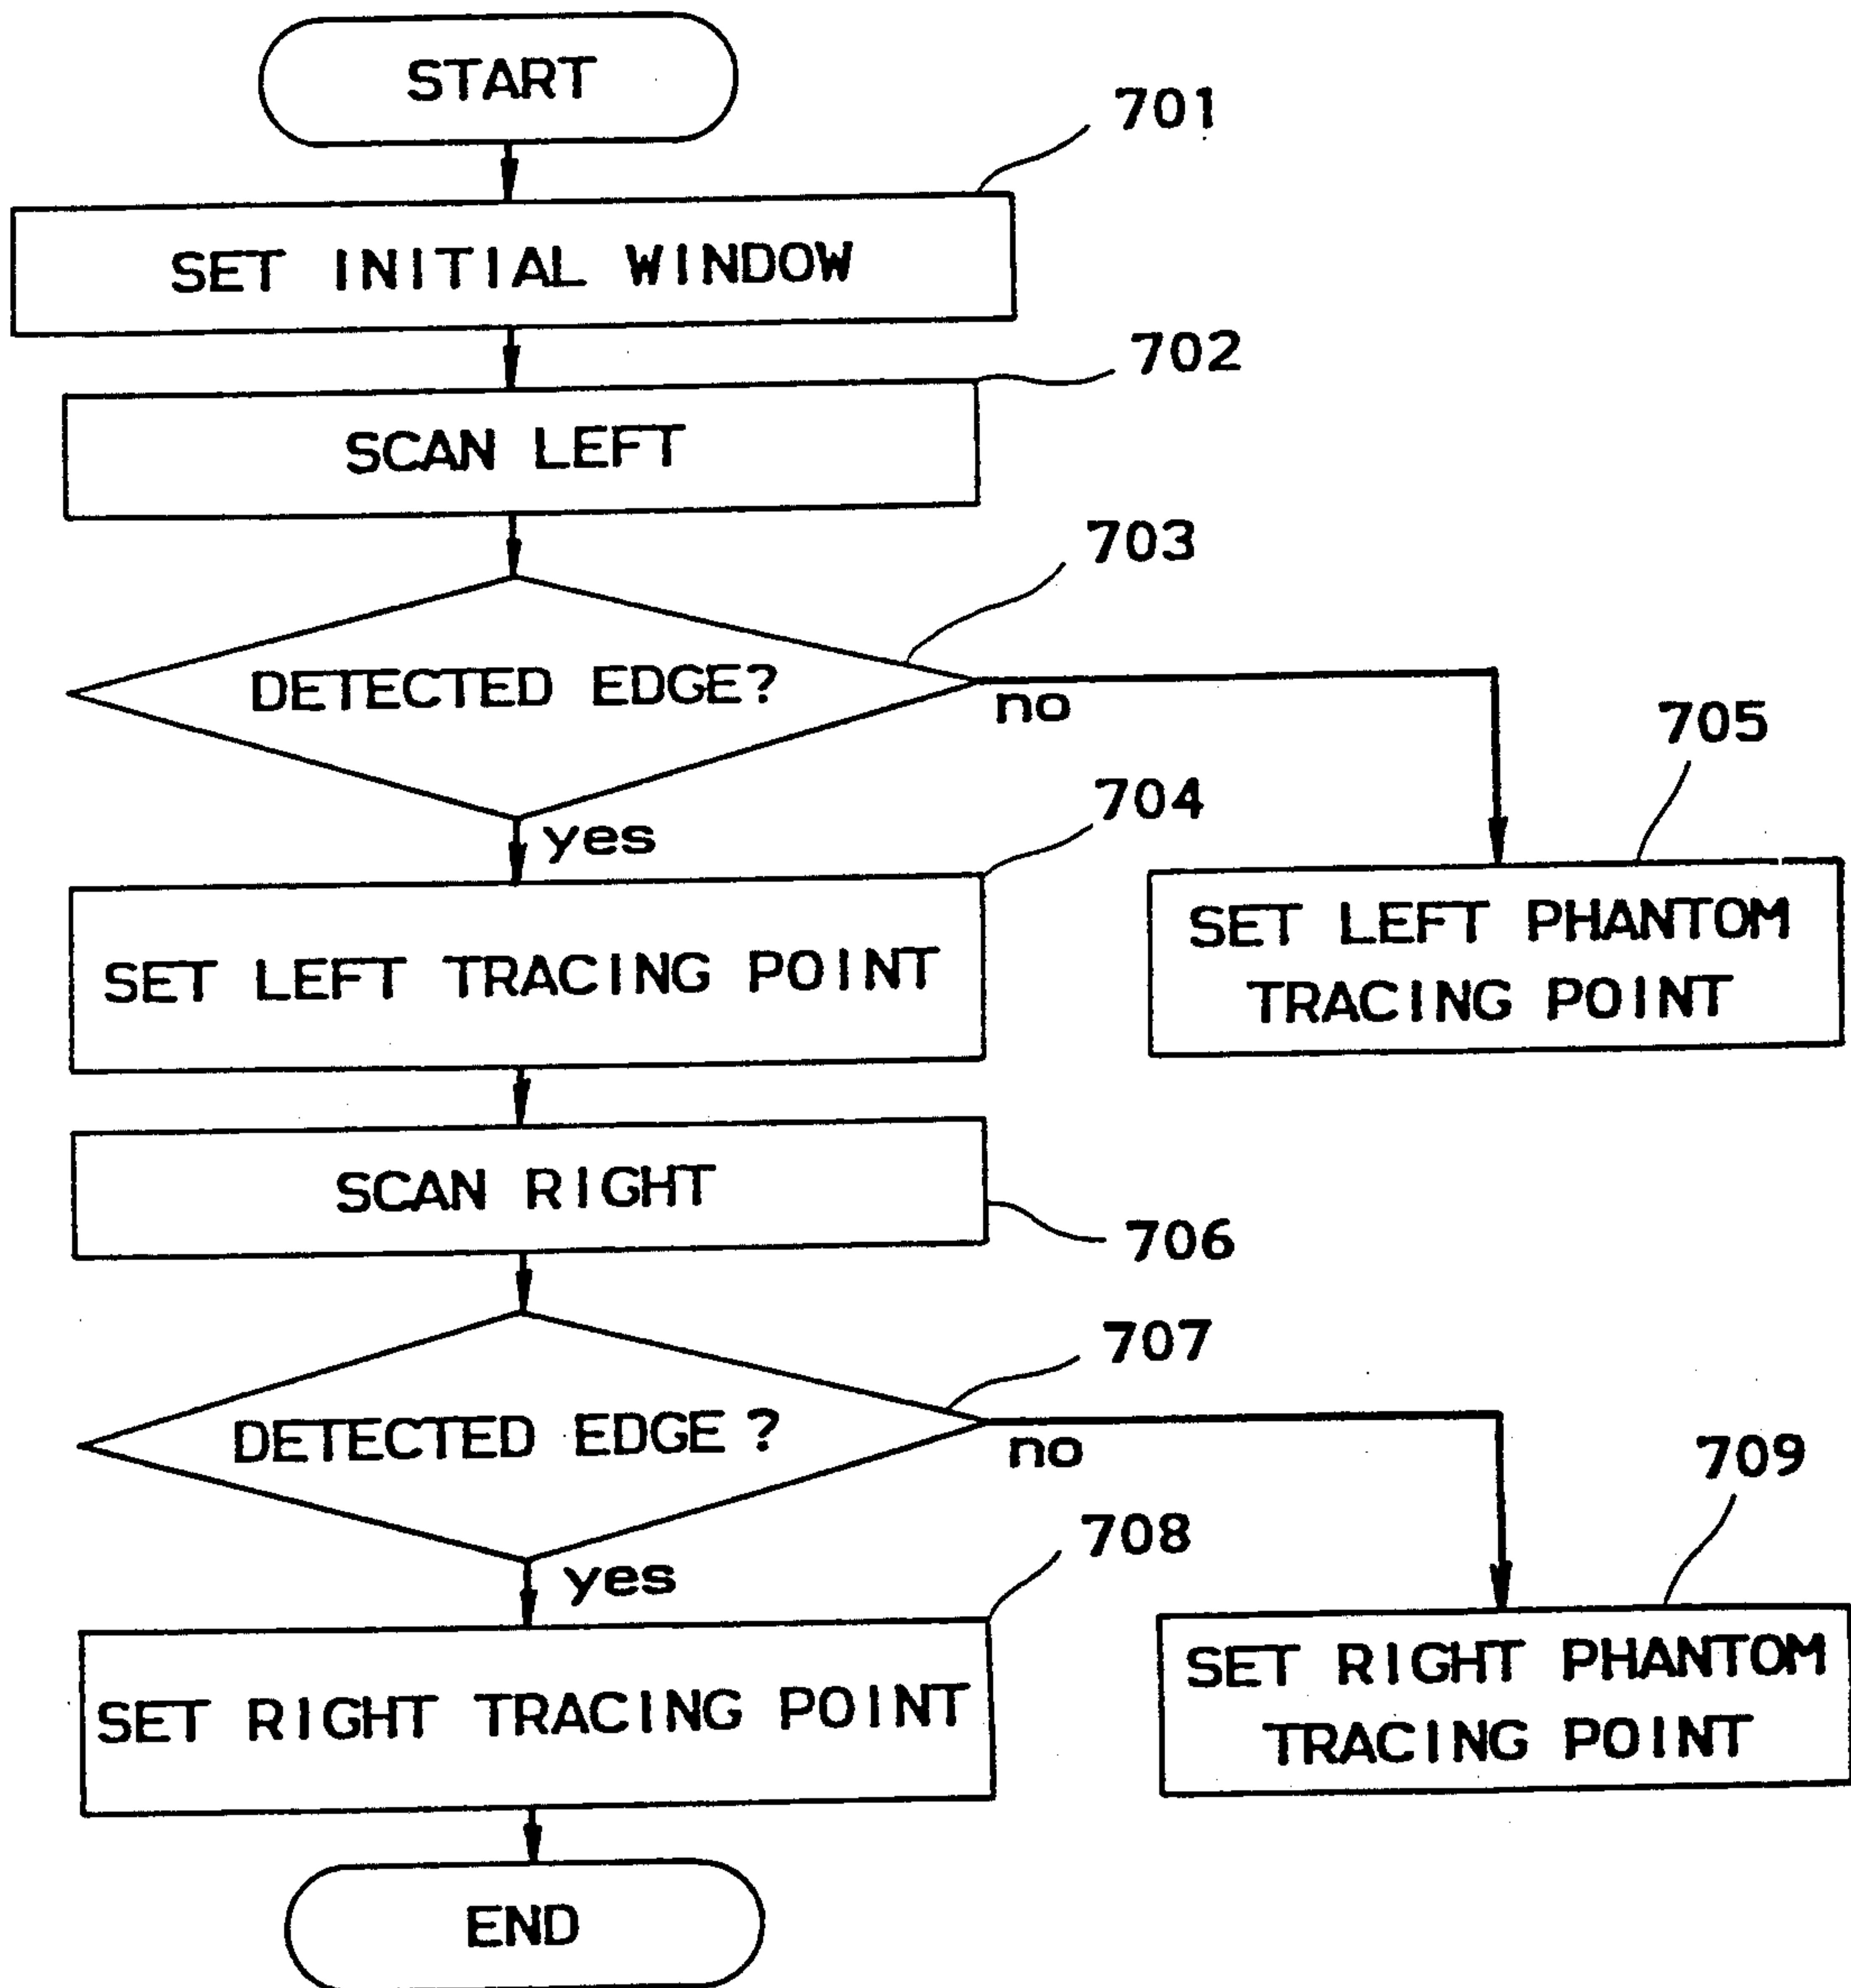 START
701
SET INITIAL WINDOW
702
SCAN LEFT
703
DETECTED EDGE?
no
705
704
yes
SET LEFT PHANTOM
TRACING POINT
SET LEFT TRACING POINT
SCAN RIGHT
706
707
DETECTED EDGE ?
no
709
708
yes
SET RIGHT PHANTOM
TRACING POINT
SET RIGHT TRACING POINT
END